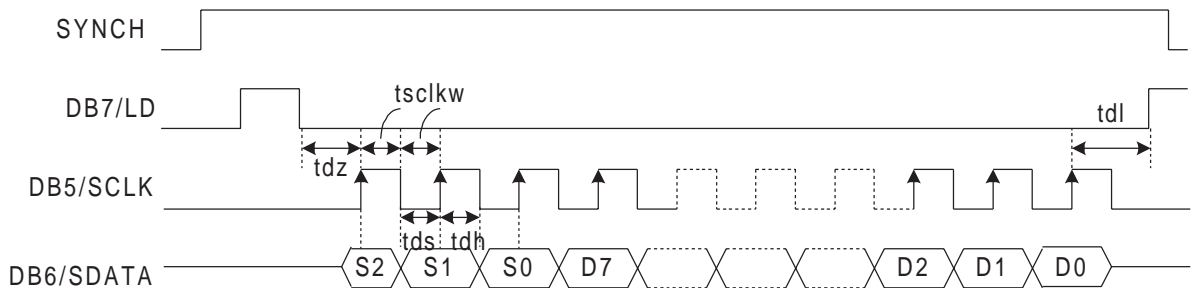 SYNCH
DB7/LD
tsclkw
tdl
tdz
DB5/SCLK
tds
tdh
DB6/SDATA
S2
S1
S0
D7
D2
D1
D0